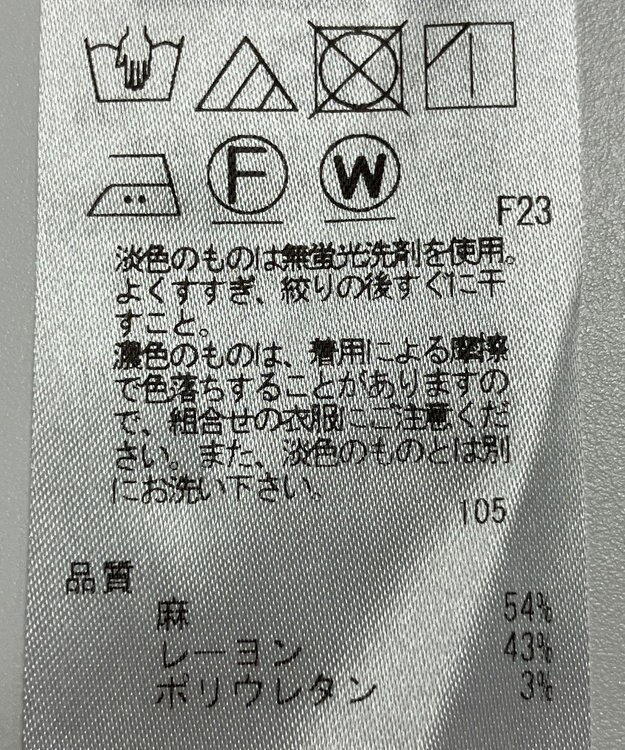 F
W
F23
淡色のものは無蛍光洗剤を使用。
よくすすぎ、絞りの後すぐに干
すこと。
濃色のものは、着用による摩擦
で色落ちすることがありますの
で、組合せの衣服にご注意くだ
さい。また、淡色のものとは別
にお洗い下さい。
105
品質
麻 54%
レーヨン 43%
ポリウレタン 3%